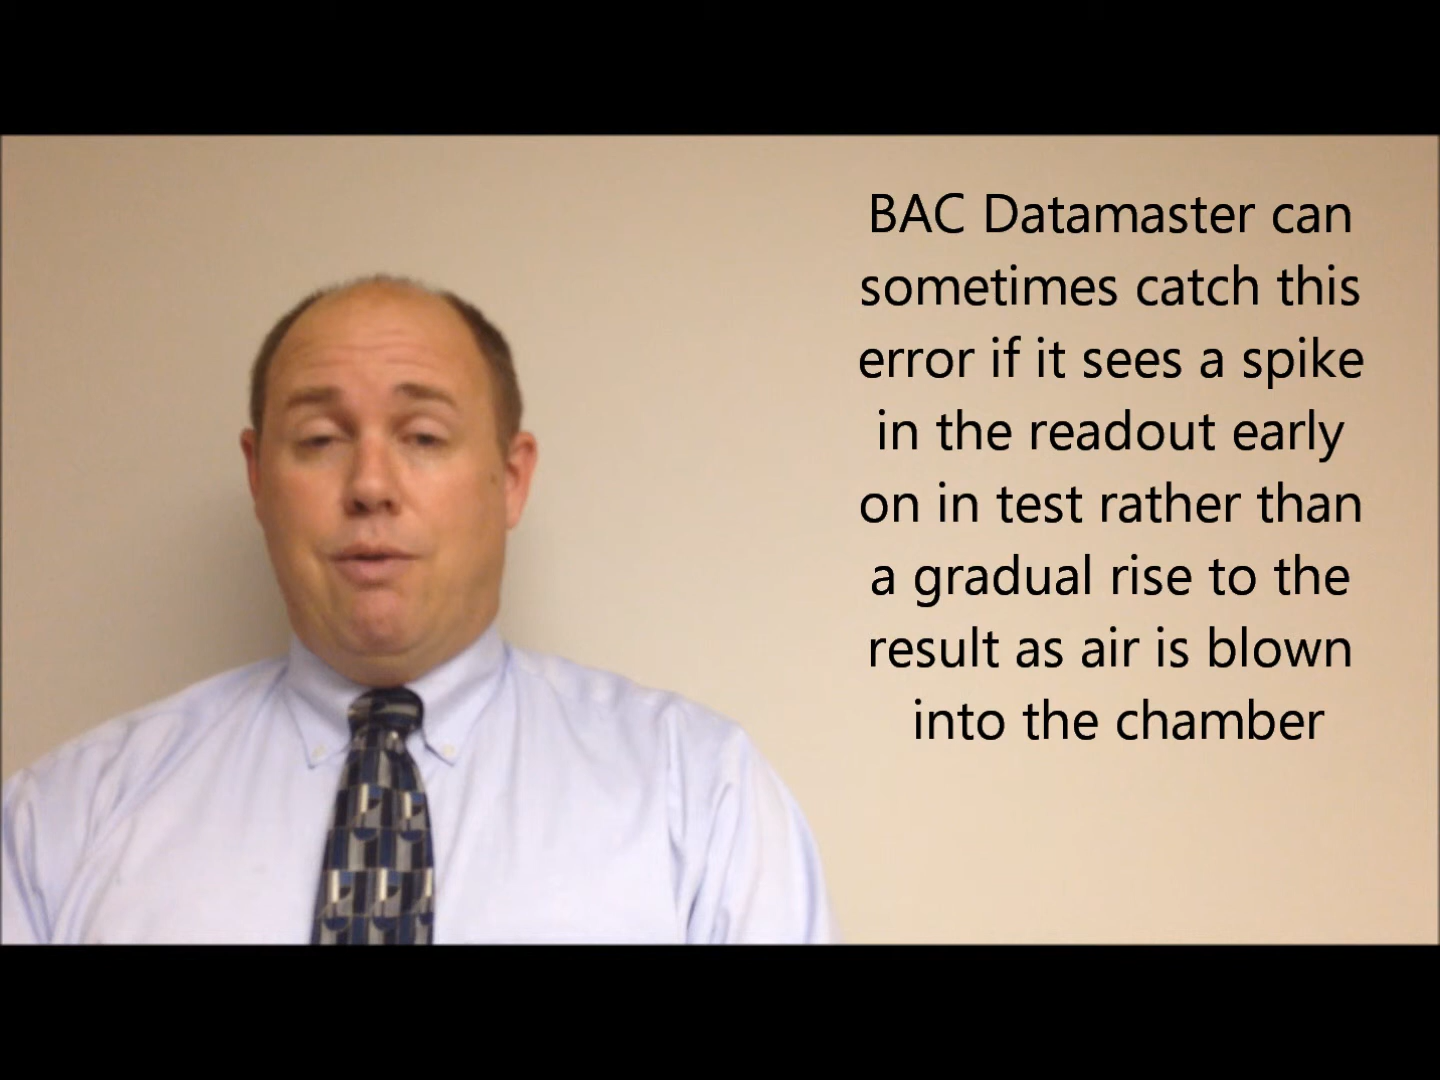 BAC Datamaster can
sometimes catch this
error if it sees a spike
in the readout early
on in test rather than
a gradual rise to the
result as air is blown
into the chamber